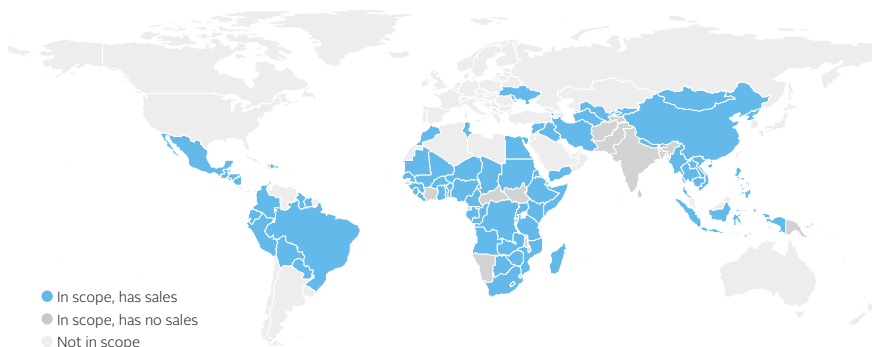 In scope, has sales
In scope, has no sales
Not in scope